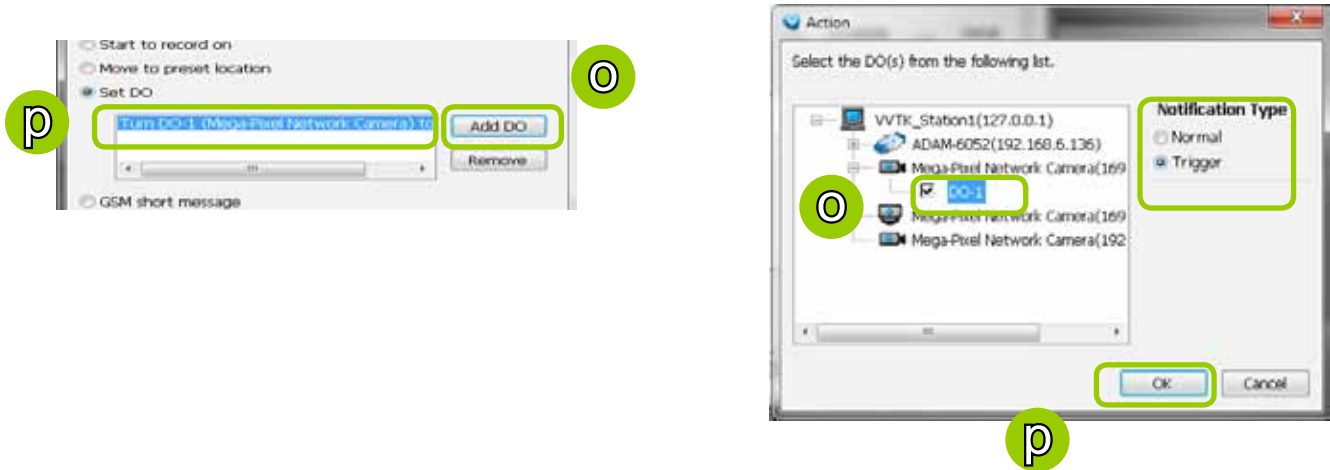 Start to record on
Move to preset location
Set DO
Turn DO-1 (Mega-Pixel Network Camera) to
Add DO
Remove
GSM short message
p
o
Action
Select the DO(s) from the following list.
VVTK_Station1(127.0.0.1)
ADAM-6052(192.168.6.136)
Mega-Pixel Network Camera(169
DO-1
Mega-Pixel Network Camera(169
Mega-Pixel Network Camera(192
Notification Type
Normal
Trigger
o
OK
Cancel
p